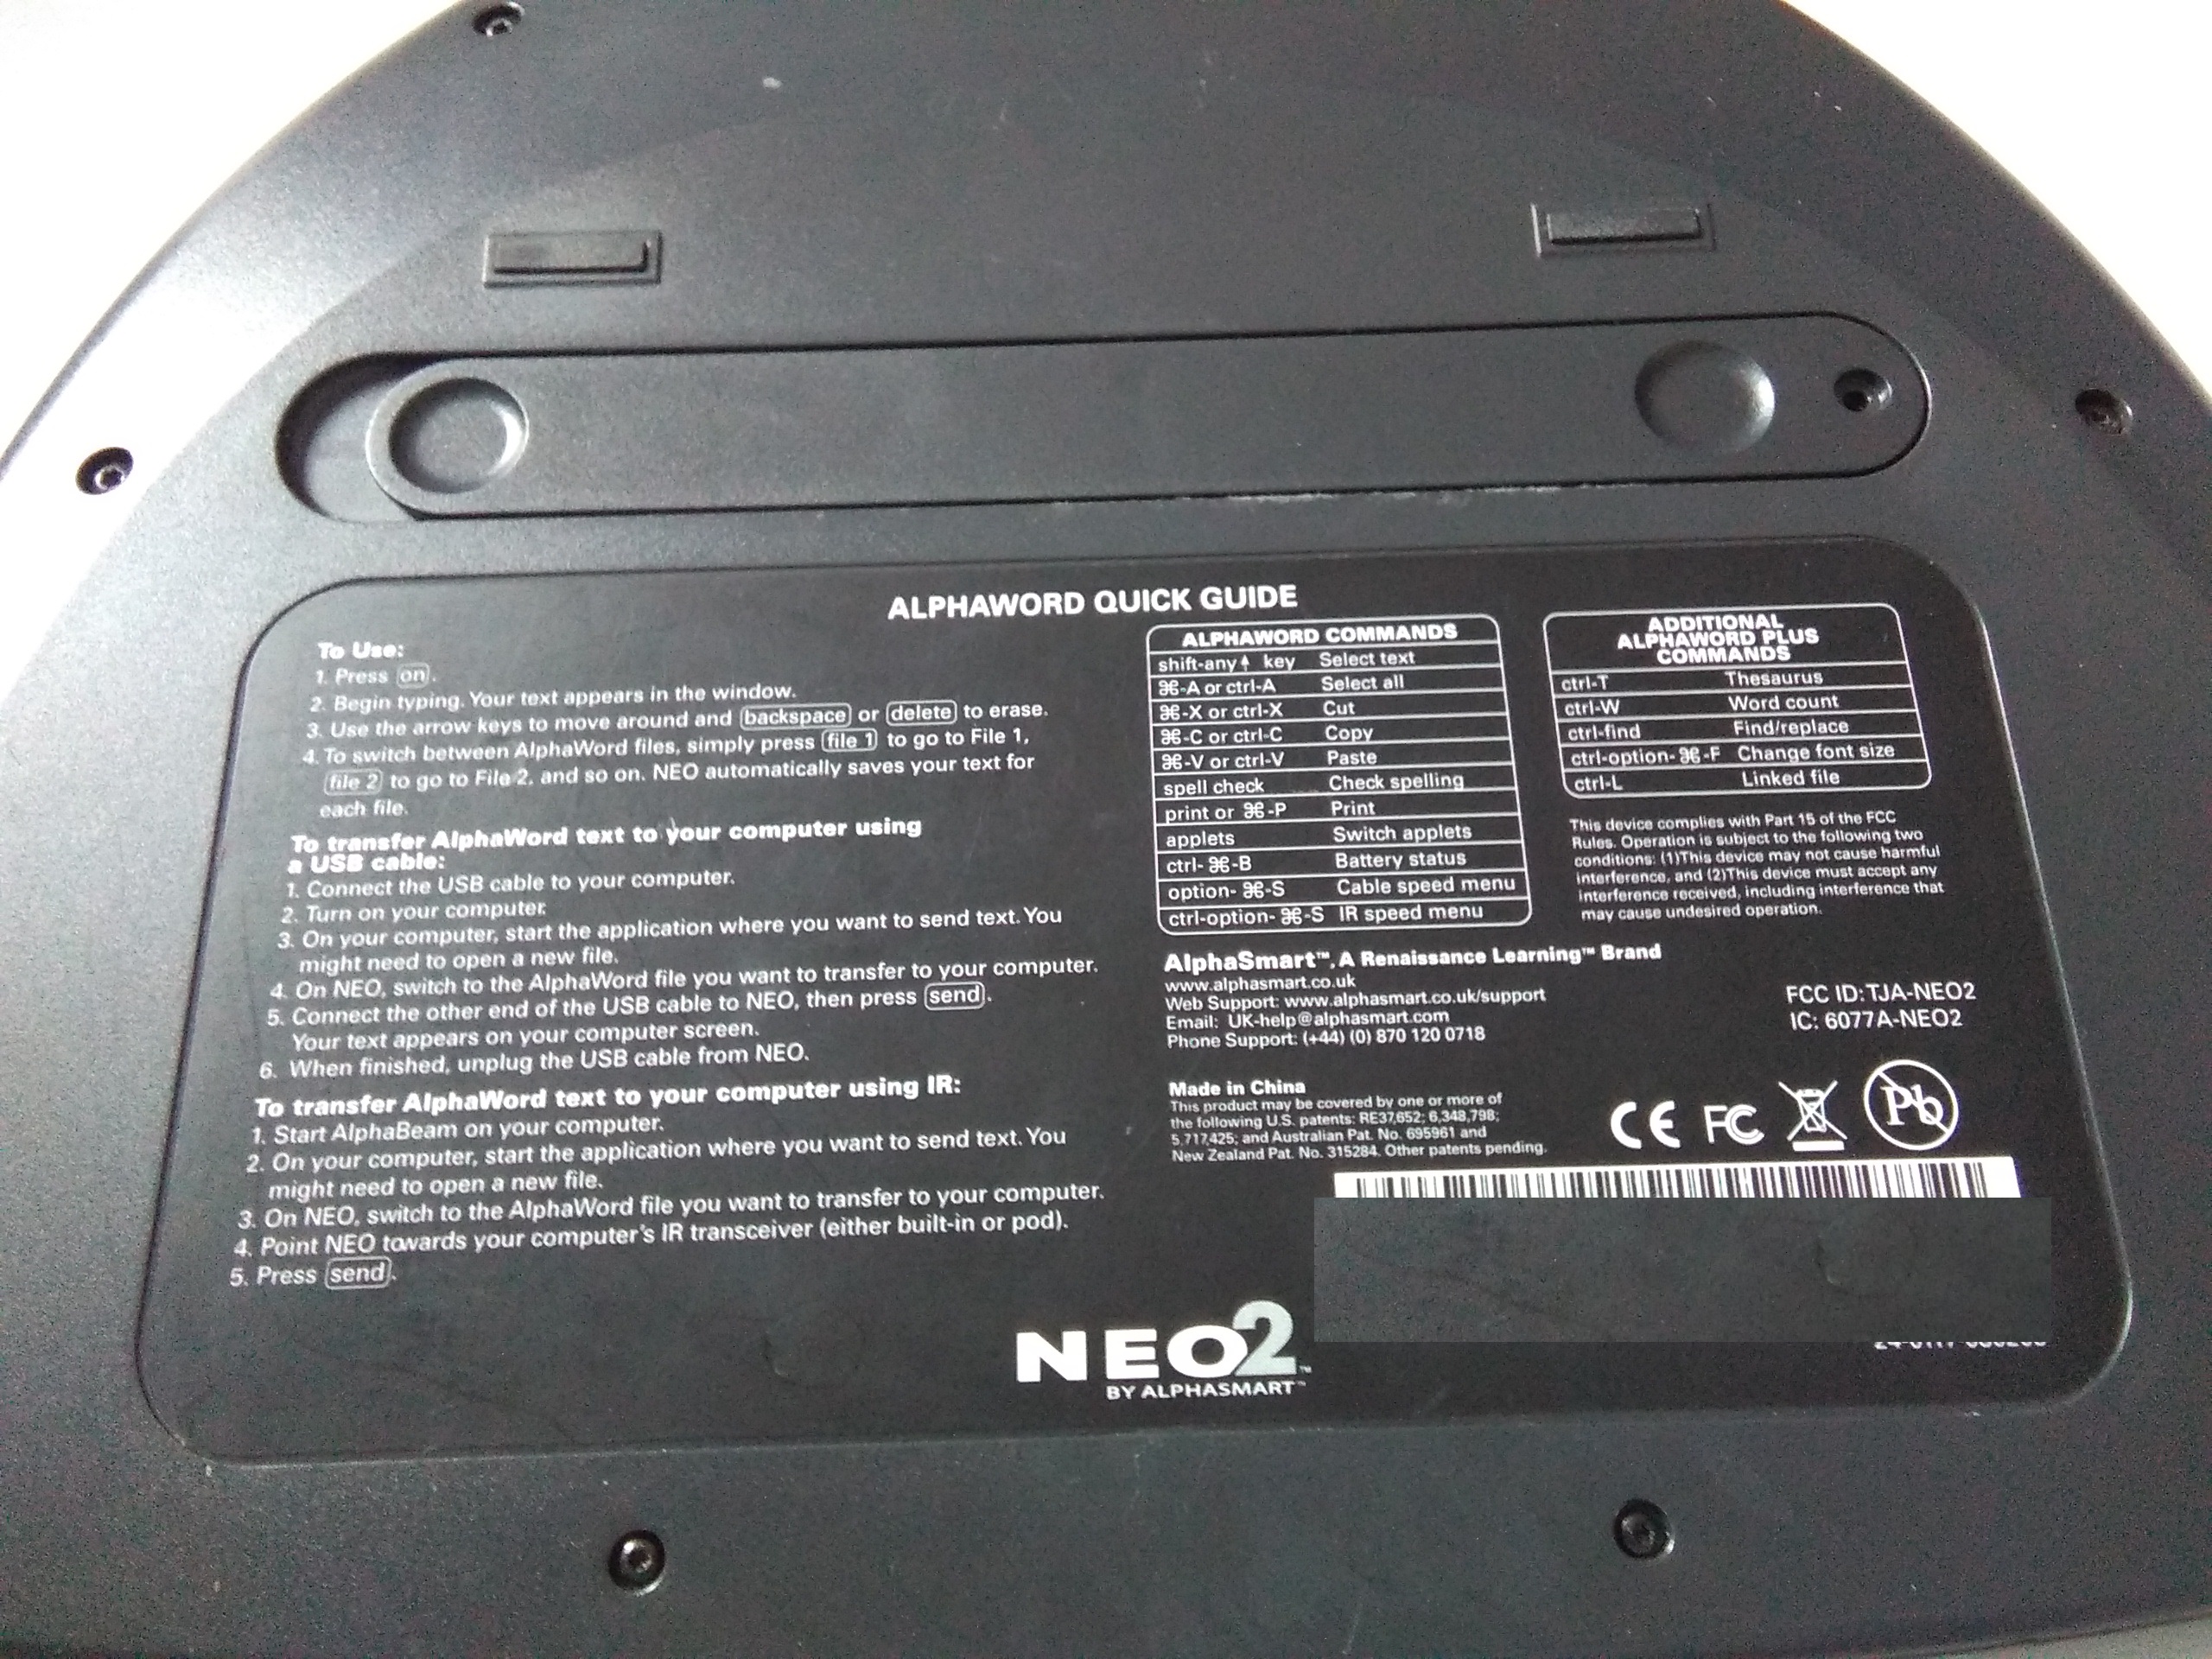 ALPHAWORD QUICK GUIDE
To Use:
1. Press on.
2. Begin typing. Your text appears in the window.
3. Use the arrow keys to move around and backspace or delete to erase.
4. To switch between AlphaWord files, simply press file 1 to go to File 1,
file 2 to go to File 2, and so on. NEO automatically saves your text for
each file.
To transfer AlphaWord text to your computer using
a USB cable:
1. Connect the USB cable to your computer.
2. Turn on your computer.
3. On your computer, start the application where you want to send text. You
might need to open a new file.
4. On NEO, switch to the AlphaWord file you want to transfer to your computer.
5. Connect the other end of the USB cable to NEO, then press send.
Your text appears on your computer screen.
6. When finished, unplug the USB cable from NEO.
To transfer AlphaWord text to your computer using IR:
1. Start AlphaBeam on your computer.
2. On your computer, start the application where you want to send text. You
might need to open a new file.
3. On NEO, switch to the AlphaWord file you want to transfer to your computer.
4. Point NEO towards your computer's IR transceiver (either built-in or pod).
5. Press send.
ALPHAWORD COMMANDS
shift-any ↑ key Select text
⌘-A or ctrl-A Select all
⌘-X or ctrl-X Cut
⌘-C or ctrl-C Copy
⌘-V or ctrl-V Paste
spell check Check spelling
print or ⌘-P Print
applets Switch applets
ctrl-⌘-B Battery status
option-⌘-S Cable speed menu
ctrl-option-⌘-S IR speed menu
ADDITIONAL
ALPHAWORD PLUS
COMMANDS
ctrl-T Thesaurus
ctrl-W Word count
ctrl-find Find/replace
ctrl-option-⌘-F Change font size
ctrl-L Linked file
This device complies with Part 15 of the FCC
Rules. Operation is subject to the following two
conditions: (1)This device may not cause harmful
interference, and (2)This device must accept any
interference received, including interference that
may cause undesired operation.
AlphaSmart™, A Renaissance Learning™ Brand
www.alphasmart.co.uk
Web Support: www.alphasmart.co.uk/support
Email: UK-help@alphasmart.com
Phone Support: (+44) (0) 870 120 0718
FCC ID: TJA-NEO2
IC: 6077A-NEO2
Made in China
This product may be covered by one or more of
the following U.S. patents: RE37,652; 6,348,798;
5,717,425; and Australian Pat. No. 695961 and
New Zealand Pat. No. 315284. Other patents pending.
CE FC Pb
NEO2™
BY ALPHASMART™